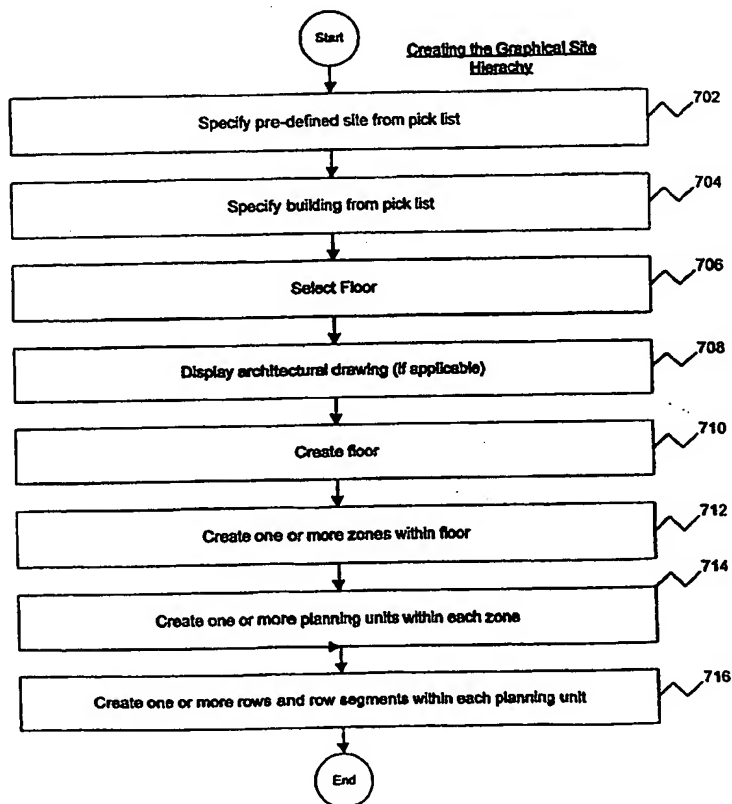 Start
Creating the Graphical Site
Hierachy
702
Specify pre-defined site from pick list
704
Specify building from pick list
706
Select Floor
708
Display architectural drawing (if applicable)
710
Create floor
712
Create one or more zones within floor
714
Create one or more planning units within each zone
716
Create one or more rows and row segments within each planning unit
End